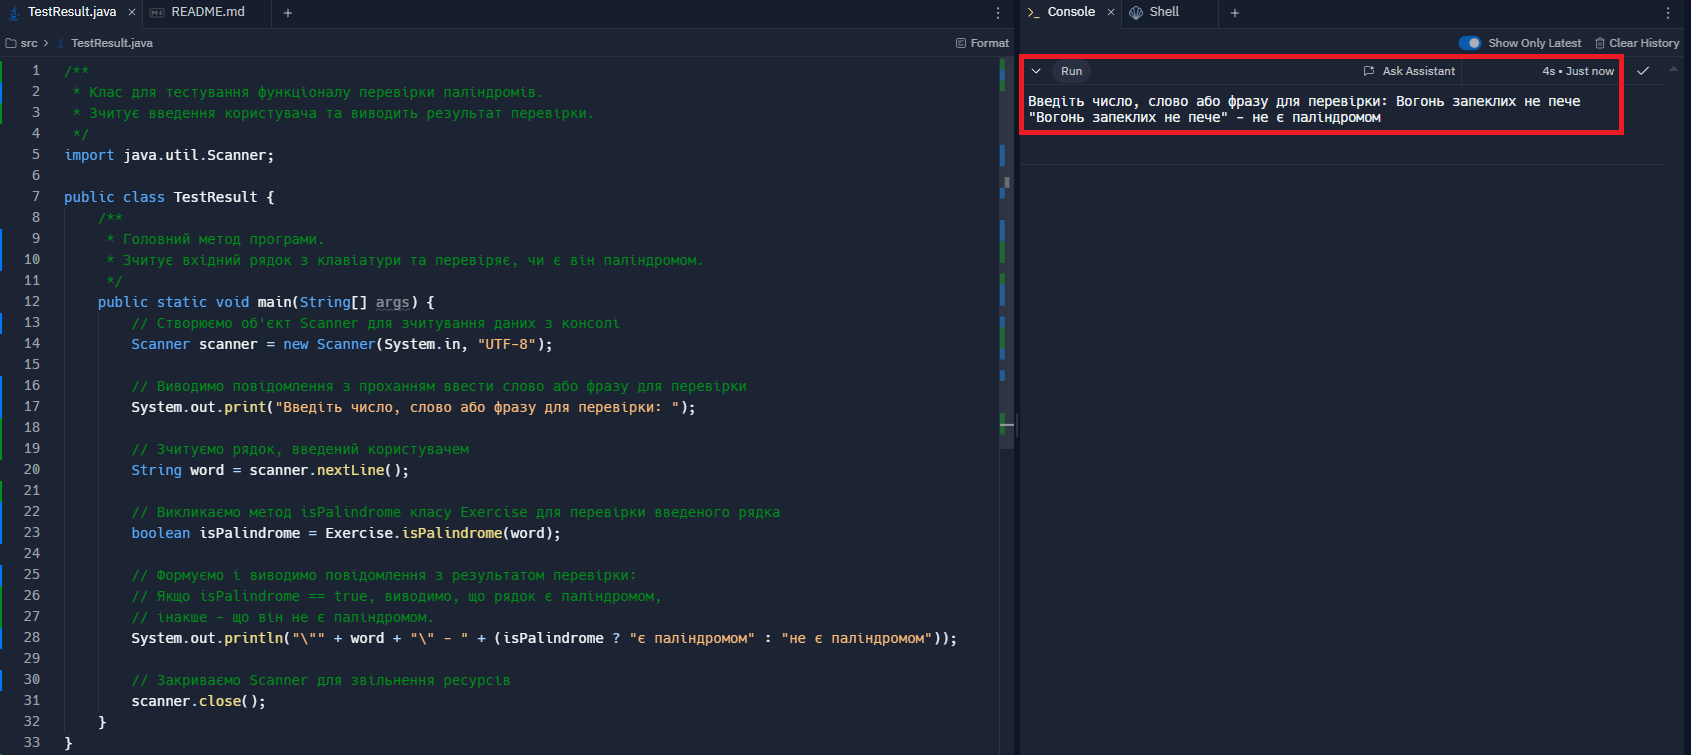 TestResult.java × README.md +
src > TestResult.java Format
1 /**
2 * Клас для тестування функціоналу перевірки паліндромів.
3 * Зчитує введення користувача та виводить результат перевірки.
4 */
5 import java.util.Scanner;
6
7 public class TestResult {
8 /**
9 * Головний метод програми.
10 * Зчитує вхідний рядок з клавіатури та перевіряє, чи є він паліндромом.
11 */
12 public static void main(String[] args) {
13 // Створюємо об'єкт Scanner для зчитування даних з консолі
14 Scanner scanner = new Scanner(System.in, "UTF-8");
15
16 // Виводимо повідомлення з проханням ввести слово або фразу для перевірки
17 System.out.print("Введіть число, слово або фразу для перевірки: ");
18
19 // Зчитуємо рядок, введений користувачем
20 String word = scanner.nextLine();
21
22 // Викликаємо метод isPalindrome класу Exercise для перевірки введеного рядка
23 boolean isPalindrome = Exercise.isPalindrome(word);
24
25 // Формуємо і виводимо повідомлення з результатом перевірки:
26 // Якщо isPalindrome == true, виводимо, що рядок є паліндромом,
27 // інакше - що він не є паліндромом.
28 System.out.println("\"" + word + "\" - " + (isPalindrome ? "є паліндромом" : "не є паліндромом"));
29
30 // Закриваємо Scanner для звільнення ресурсів
31 scanner.close();
32 }
33 }
Console × Shell +
Show Only Latest Clear History
Run Ask Assistant 4s • Just now
Введіть число, слово або фразу для перевірки: Вогонь запеклих не пече
"Вогонь запеклих не пече" - не є паліндромом